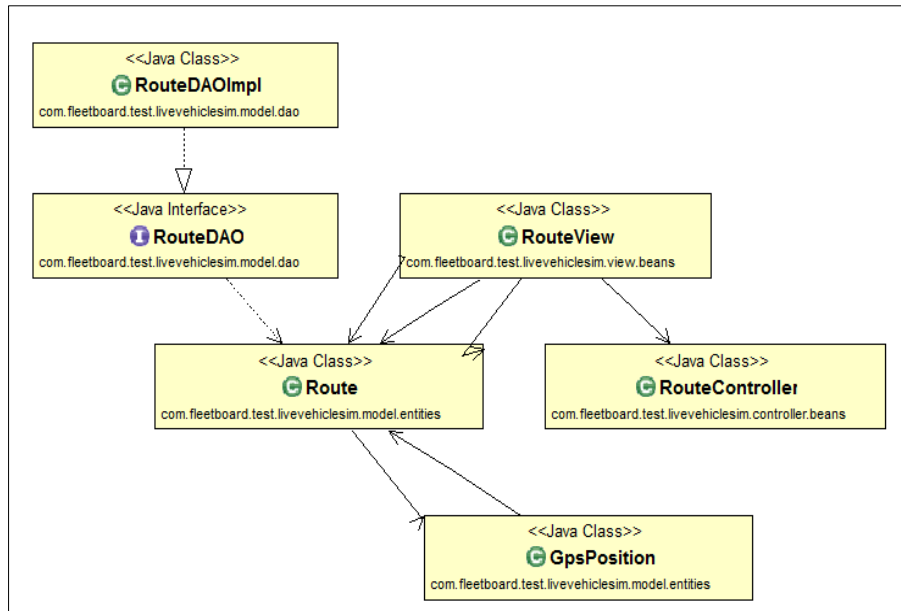 <<Java Class>>
C RouteDAOImpl
com.fleetboard.test.livevehiclesim.model.dao
<<Java Interface>>
I RouteDAO
com.fleetboard.test.livevehiclesim.model.dao
<<Java Class>>
C RouteView
com.fleetboard.test.livevehiclesim.view.beans
<<Java Class>>
C Route
com.fleetboard.test.livevehiclesim.model.entities
<<Java Class>>
C RouteController
com.fleetboard.test.livevehiclesim.controller.beans
<<Java Class>>
C GpsPosition
com.fleetboard.test.livevehiclesim.model.entities